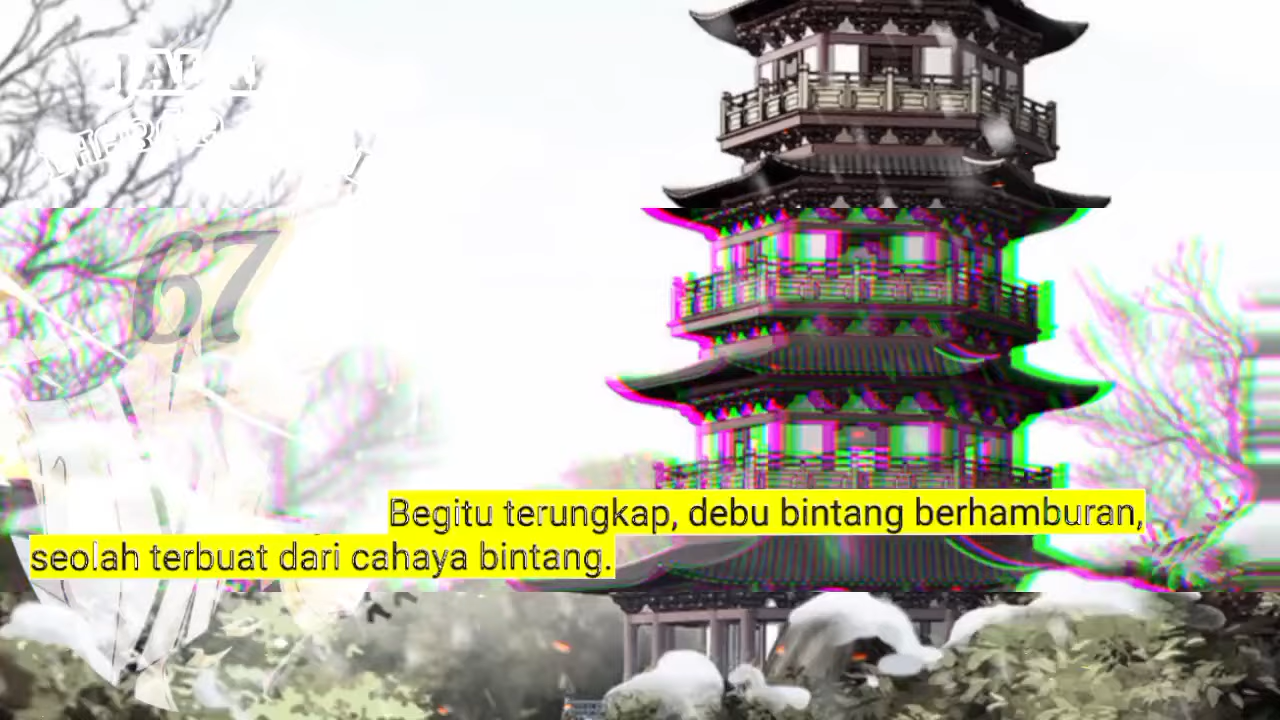 67
Begitu terungkap, debu bintang berhamburan,
seolah terbuat dari cahaya bintang.